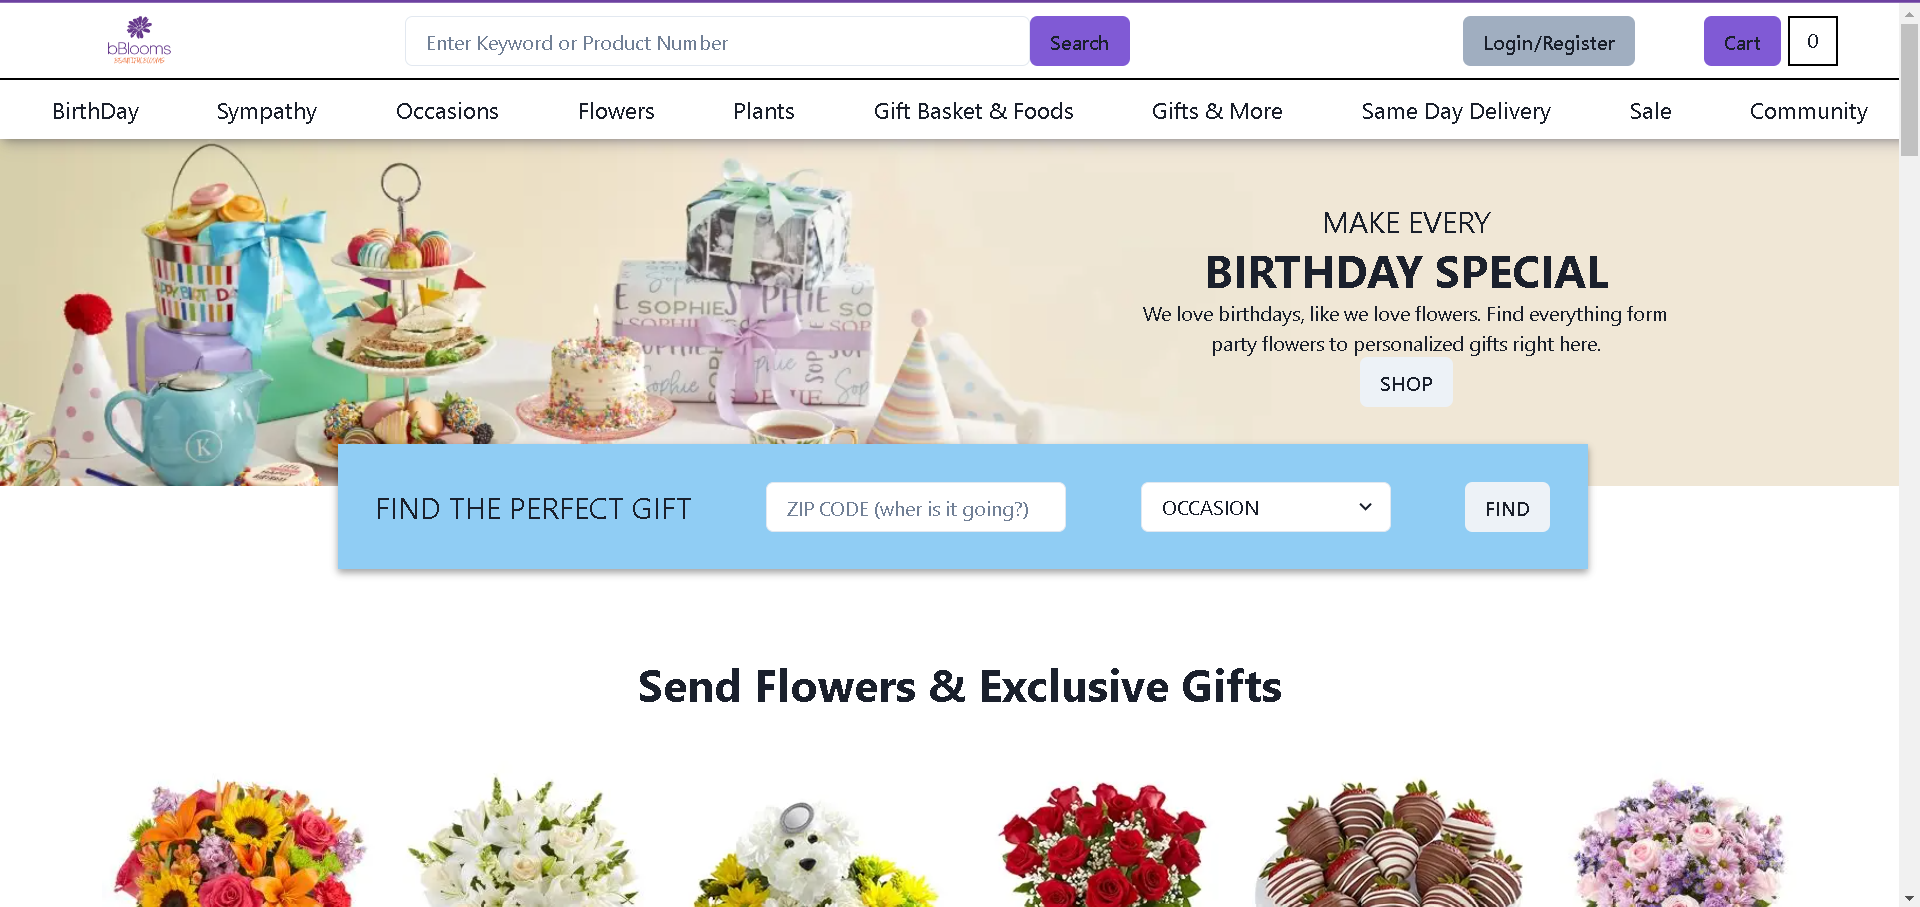 bBlooms
Enter Keyword or Product Number
Search
Login/Register
Cart
0
BirthDay
Sympathy
Occasions
Flowers
Plants
Gift Basket & Foods
Gifts & More
Same Day Delivery
Sale
Community
MAKE EVERY
BIRTHDAY SPECIAL
We love birthdays, like we love flowers. Find everything form
party flowers to personalized gifts right here.
SHOP
SOPHIE
Sophie
K
FIND THE PERFECT GIFT
ZIP CODE (wher is it going?)
OCCASION
FIND
Send Flowers & Exclusive Gifts